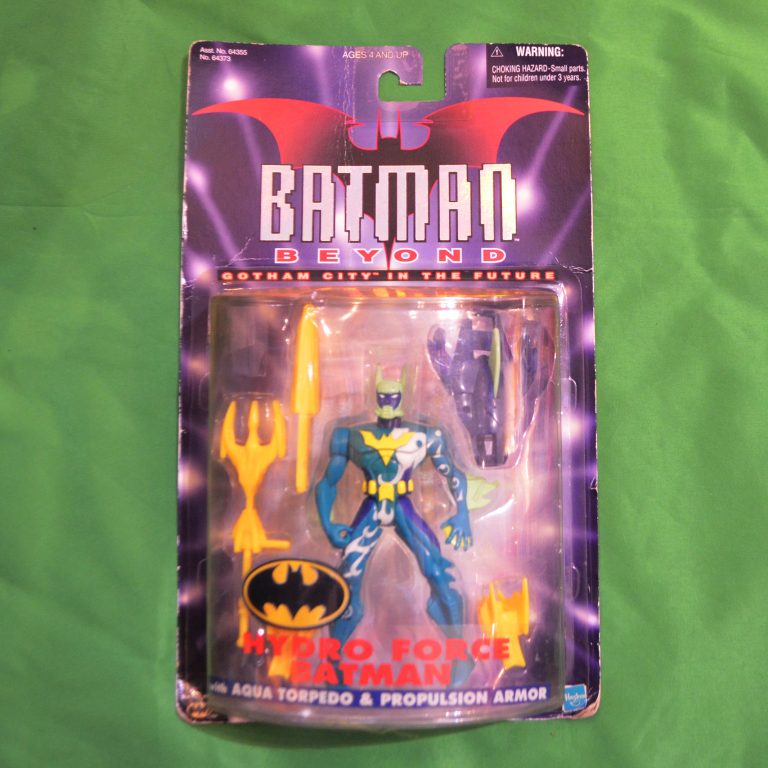 Asst. No. 64355
No. 64373
AGES 4 AND UP
WARNING:
CHOKING HAZARD-Small parts.
Not for children under 3 years.
BATMAN
BEYOND
GOTHAM CITY™ IN THE FUTURE
HYDRO FORCE
BATMAN
with AQUA TORPEDO & PROPULSION ARMOR
Hasbro